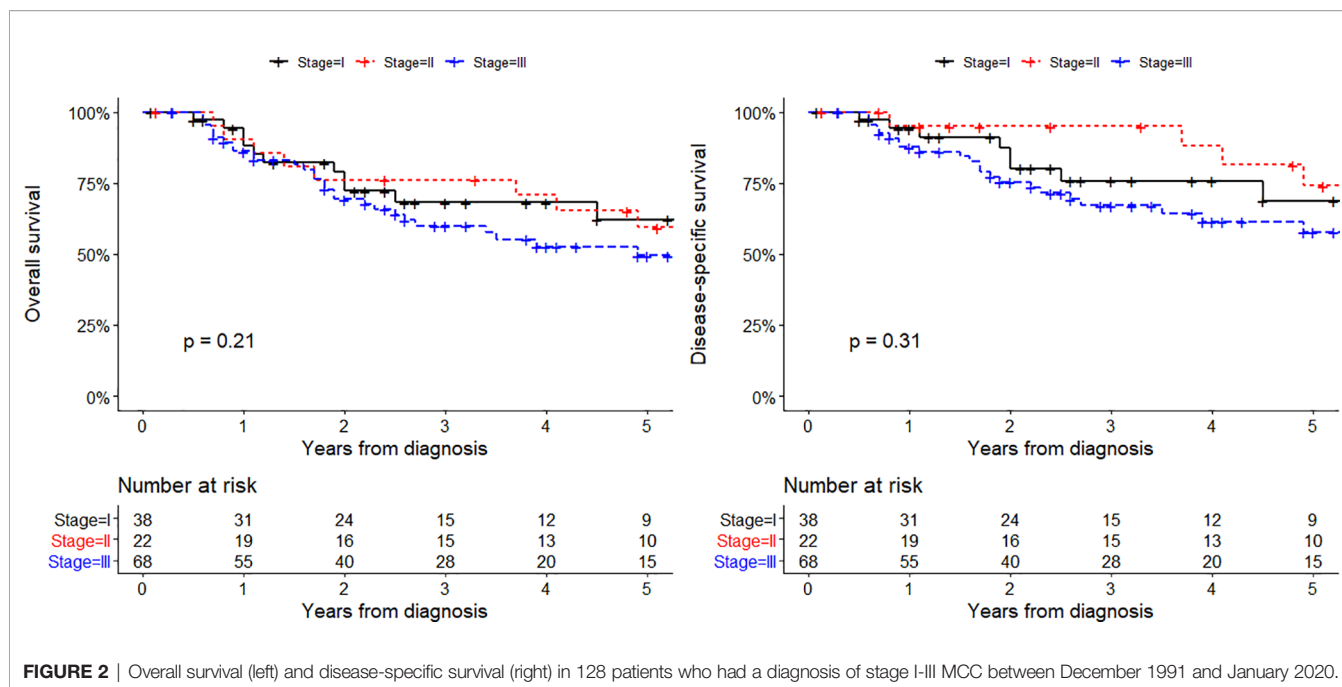 Stage=I Stage=II Stage=III
100%
75%
50%
25%
0%
Overall survival
p = 0.21
0 1 2 3 4 5
Years from diagnosis
Number at risk
Stage=I 38 31 24 15 12 9
Stage=II 22 19 16 15 13 10
Stage=III 68 55 40 28 20 15
0 1 2 3 4 5
Years from diagnosis
Stage=I Stage=II Stage=III
100%
75%
50%
25%
0%
Disease-specific survival
p = 0.31
0 1 2 3 4 5
Years from diagnosis
Number at risk
Stage=I 38 31 24 15 12 9
Stage=II 22 19 16 15 13 10
Stage=III 68 55 40 28 20 15
0 1 2 3 4 5
Years from diagnosis
FIGURE 2 | Overall survival (left) and disease-specific survival (right) in 128 patients who had a diagnosis of stage I-III MCC between December 1991 and January 2020.